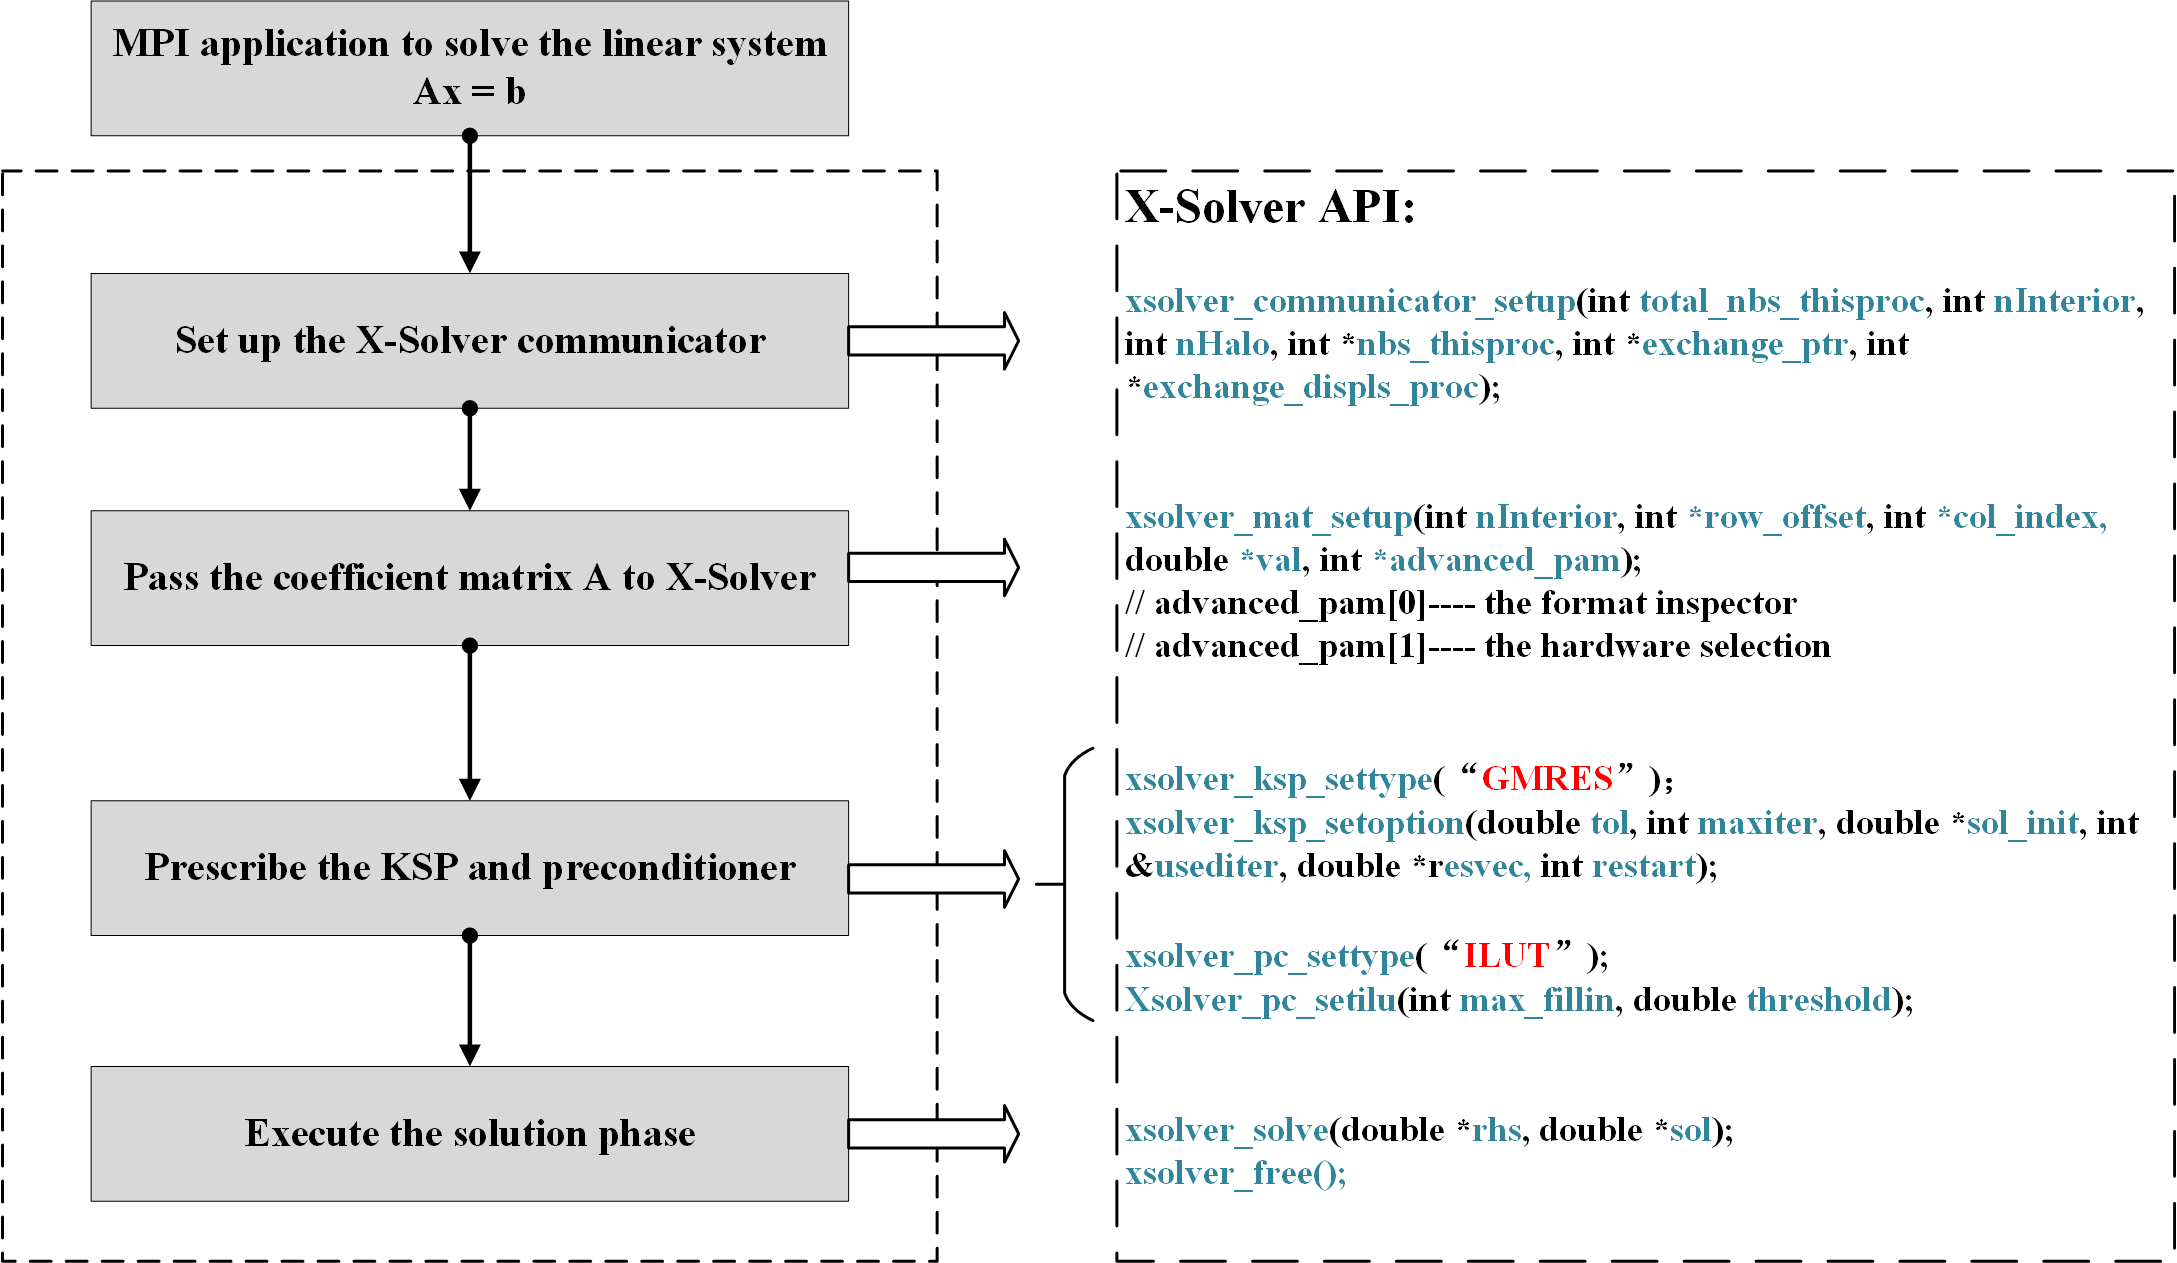 MPI application to solve the linear system
Ax = b
Set up the X-Solver communicator
Pass the coefficient matrix A to X-Solver
Prescribe the KSP and preconditioner
Execute the solution phase
X-Solver API:
xsolver_communicator_setup(int total_nbs_thisproc, int nInterior,
int nHalo, int *nbs_thisproc, int *exchange_ptr, int
*exchange_displs_proc);
xsolver_mat_setup(int nInterior, int *row_offset, int *col_index,
double *val, int *advanced_pam);
// advanced_pam[0]---- the format inspector
// advanced_pam[1]---- the hardware selection
xsolver_ksp_settype( “GMRES” );
xsolver_ksp_setoption(double tol, int maxiter, double *sol_init, int
&usediter, double *resvec, int restart);
xsolver_pc_settype( “ILUT” );
Xsolver_pc_setilu(int max_fillin, double threshold);
xsolver_solve(double *rhs, double *sol);
xsolver_free();